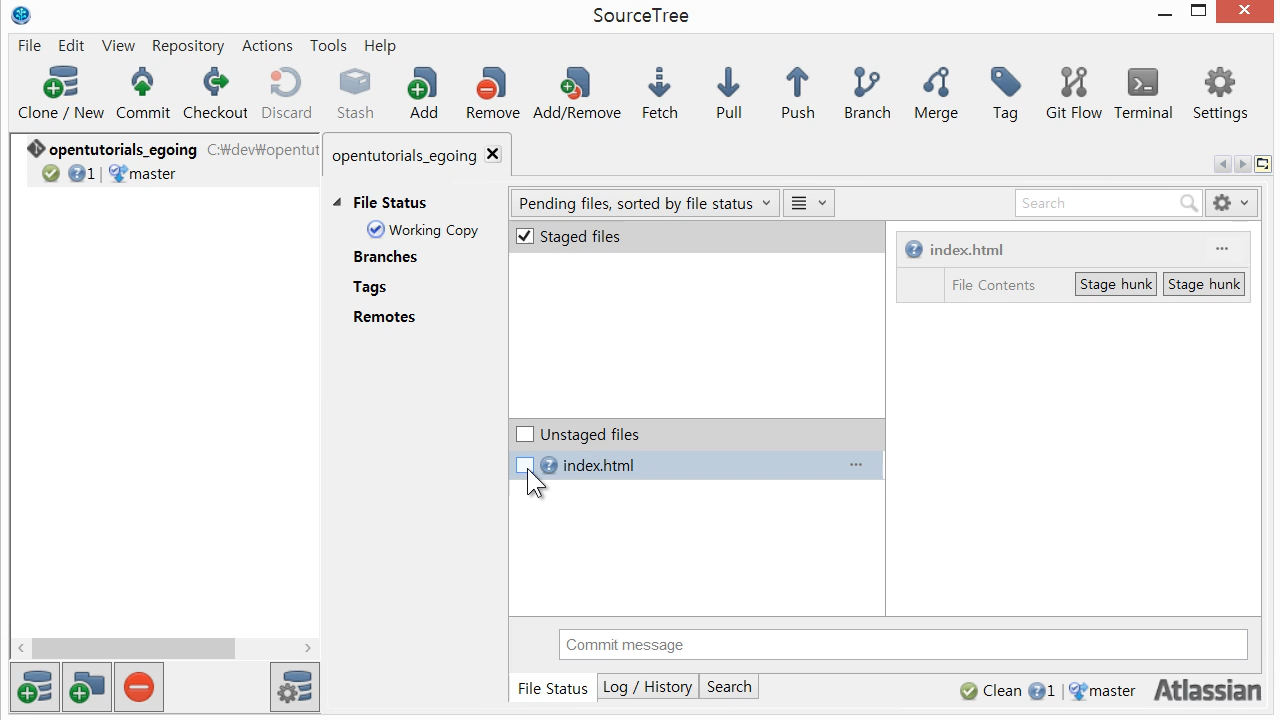 SourceTree
File Edit View Repository Actions Tools Help
Clone / New Commit Checkout Discard Stash Add Remove Add/Remove Fetch Pull Push Branch Merge Tag Git Flow Terminal Settings
opentutorials_egoing C:₩dev₩opentut
1 | master
opentutorials_egoing
File Status
Working Copy
Branches
Tags
Remotes
Pending files, sorted by file status
Search
Staged files
Unstaged files
index.html
index.html
File Contents Stage hunk Stage hunk
Commit message
File Status Log / History Search
Clean 1 | master Atlassian